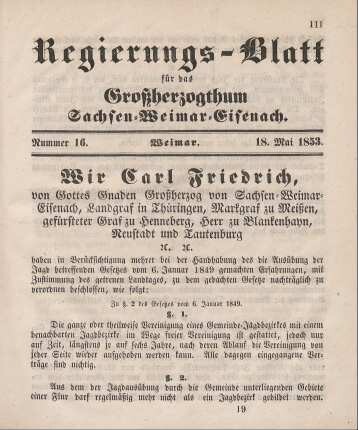 111
Regierungs-Blatt
für das
Großherzogthum
Sachsen-Weimar-Eisenach.
Nummer 16. Weimar. 18. Mai 1853.
Wir Carl Friedrich,
von Gottes Gnaden Großherzog von Sachsen-Weimar-
Eisenach, Landgraf in Thüringen, Markgraf zu Meißen,
gefürsteter Graf zu Henneberg, Herr zu Blankenhayn,
Neustadt und Tautenburg
ꝛc. ꝛc.
haben in Berücksichtigung mehrer bei der Handhabung des die Ausübung der
Jagd betreffenden Gesetzes vom 6. Januar 1849 gemachten Erfahrungen, mit
Zustimmung des getreuen Landtages, zu dem gedachten Gesetze nachträglich zu
verordnen beschlossen, wie folgt:
Zu §. 2 des Gesetzes vom 6. Januar 1849.
§. 1.
Die ganze oder theilweise Vereinigung eines Gemeinde-Jagdbezirkes mit einem
benachbarten Jagdbezirke im Wege freier Vereinigung ist gestattet, jedoch nur
auf Zeit, längstens je auf sechs Jahre, nach deren Ablauf die Vereinigung von
jeder Seite wieder aufgehoben werden kann. Alle dagegen eingegangene Ver-
träge sind nichtig.
§. 2.
Aus dem der Jagdausübung durch die Gemeinde unterliegenden Gebiete
einer Flur darf regelmäßig mehr nicht als ein Jagdbezirk gebildet werden.
19